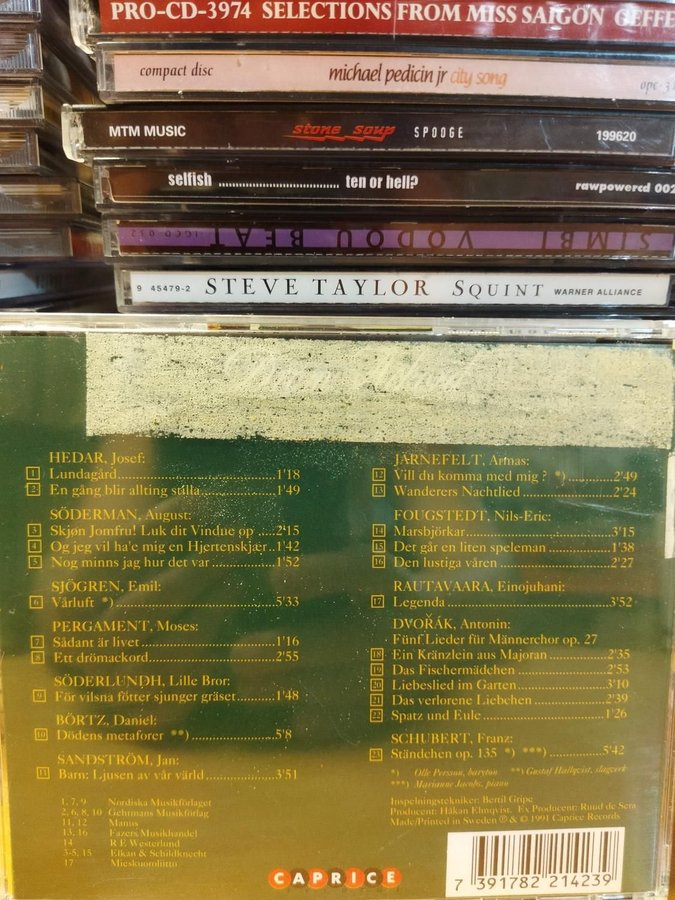 PRO-CD-3974 SELECTIONS FROM MISS SAIGON GEFFE
compact disc michael pedicin jr city song opc-3
MTM MUSIC stone soup SPOOGE 199620
selfish ................................... ten or hell? rawpowercd 002
SIMBI VODOU BEAT
9 45479-2 STEVE TAYLOR SQUINT WARNER ALLIANCE
HEDAR, Josef:
1 Lundagård 1'18
2 En gång blir allting stilla 1'49
SÖDERMAN, August:
3 Skjøn Jomfru! Luk dit Vindue op 2'15
4 Og jeg vil ha'e mig en Hjertenskjær 1'42
5 Nog minns jag hur det var 1'52
SJÖGREN, Emil:
6 Vårluft *) 5'33
PERGAMENT, Moses:
7 Sådant är livet 1'16
8 Ett drömackord 2'55
SÖDERLUNDH, Lille Bror:
9 För vilsna fötter sjunger gräset 1'48
BÖRTZ, Daniel:
10 Dödens metaforer **) 5'8
SANDSTRÖM, Jan:
11 Barn: Ljusen av vår värld 3'51
1, 7, 9 Nordiska Musikförlaget
2, 6, 8, 10 Gehrmans Musikförlag
11, 12 Manus
13, 16 Fazers Musikhandel
14 R E Westerlund
3-5, 15 Elkan & Schildknecht
17 Mieskuoroliitto
JÄRNEFELT, Armas:
12 Vill du komma med mig ? *) 2'49
13 Wanderers Nachtlied 2'24
FOUGSTEDT, Nils-Eric:
14 Marsbjörkar 3'15
15 Det går en liten speleman 1'38
16 Den lustiga våren 2'27
RAUTAVAARA, Einojuhani:
17 Legenda 3'52
DVOŘÁK, Antonin:
Fünf Lieder für Männerchor op. 27
18 Ein Kränzlein aus Majoran 2'35
19 Das Fischermädchen 2'53
20 Liebeslied im Garten 3'10
21 Das verlorene Liebchen 2'39
22 Spatz und Eule 1'26
SCHUBERT, Franz:
23 Ständchen op. 135 *) ***) 5'42
*) Olle Persson, baryton **) Gustaf Hallqvist, slagverk
***) Marianne Jacobs, piano
Inspelningstekniker: Bertil Gripe
Producent: Håkan Elmqvist. Ex Producent: Ruud de Sera
Made/Printed in Sweden ℗ & © 1991 Caprice Records
CAPRICE
7 391782 214239